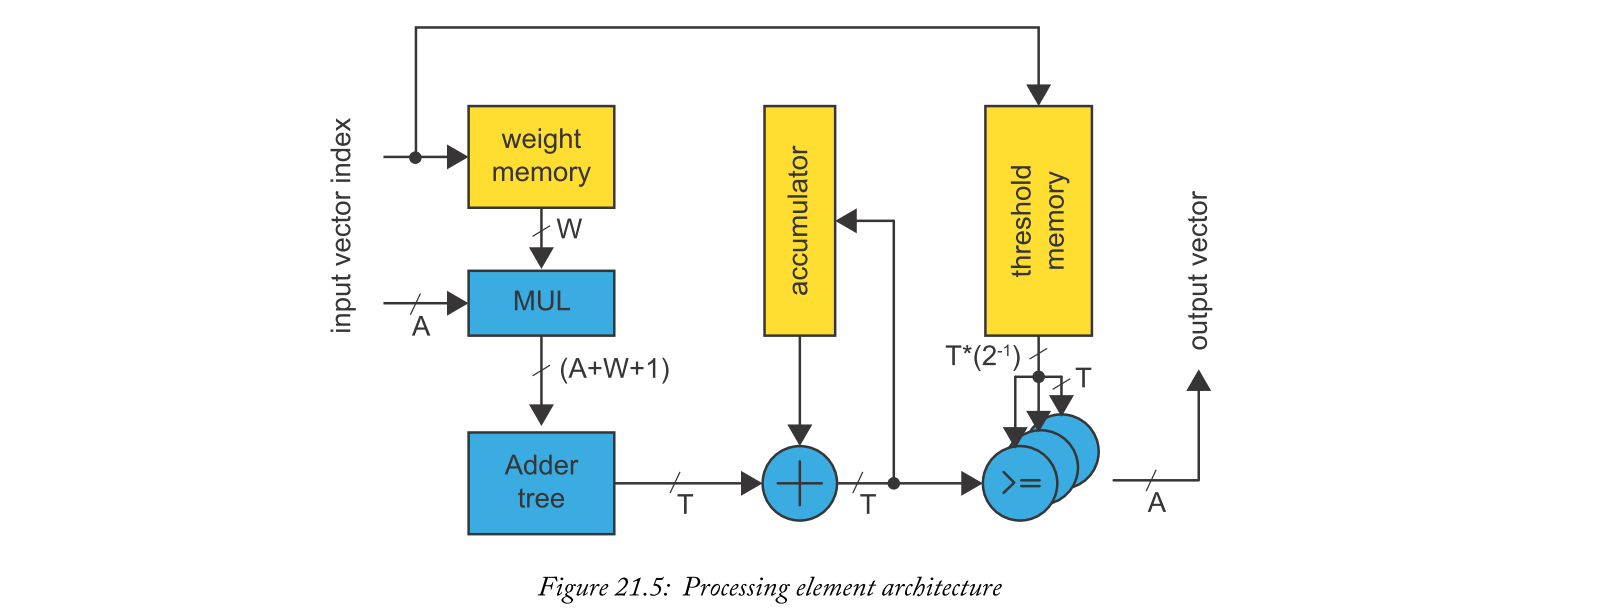 input vector index
weight
memory
W
MUL
A
(A+W+1)
Adder
tree
T
accumulator
T
threshold
memory
T*(2⁻¹)
T
>=
A
output vector
Figure 21.5: Processing element architecture